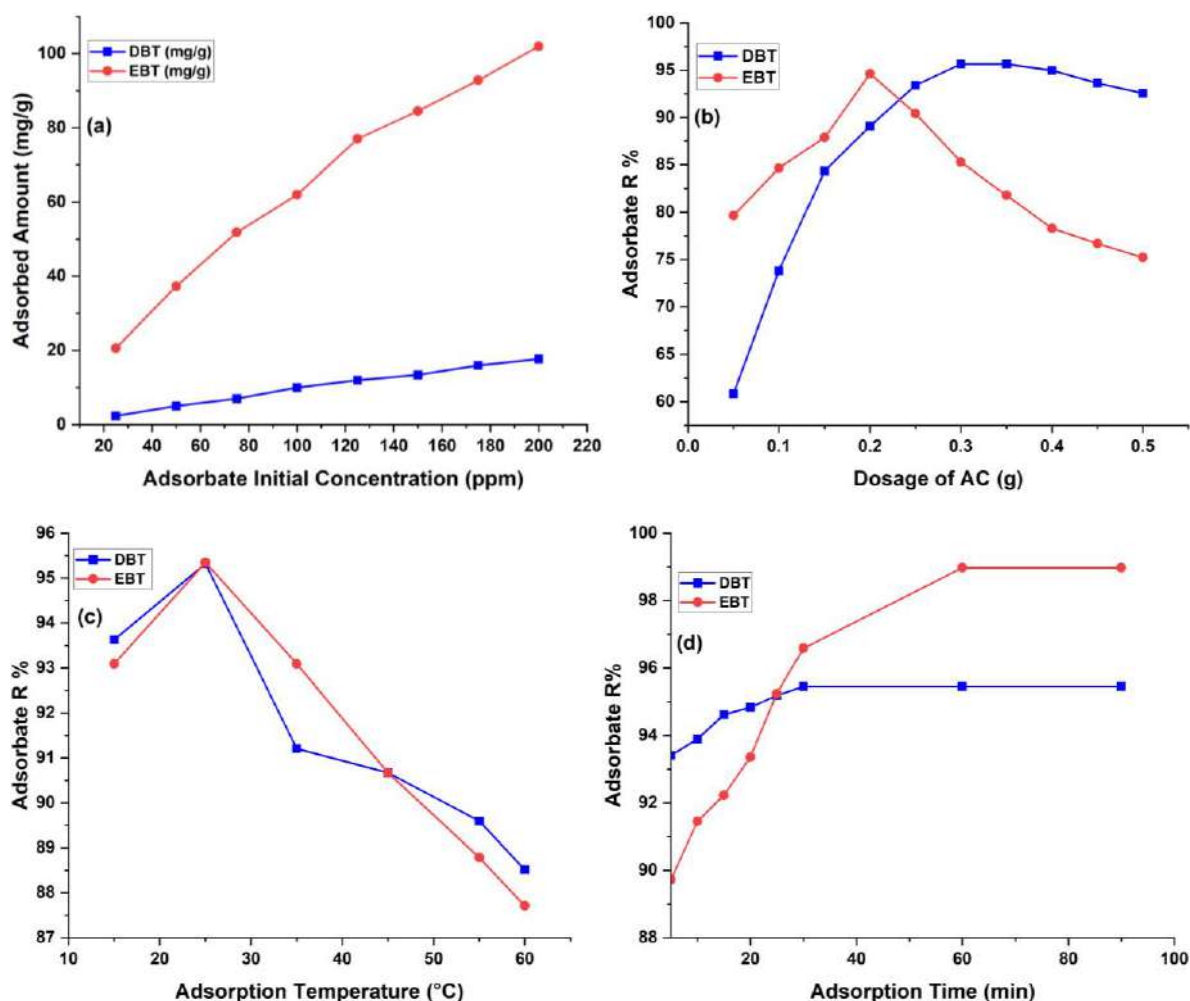 DBT (mg/g)
EBT (mg/g)
(a)
Adsorbed Amount (mg/g)
100
80
60
40
20
0
20 40 60 80 100 120 140 160 180 200 220
Adsorbate Initial Concentration (ppm)
DBT
EBT
(b)
Adsorbate R %
100
95
90
85
80
75
70
65
60
0.0 0.1 0.2 0.3 0.4 0.5
Dosage of AC (g)
DBT
EBT
(c)
Adsorbate R %
96
95
94
93
92
91
90
89
88
87
10 20 30 40 50 60
Adsorption Temperature (°C)
DBT
EBT
(d)
Adsorbate R%
100
98
96
94
92
90
88
20 40 60 80 100
Adsorption Time (min)